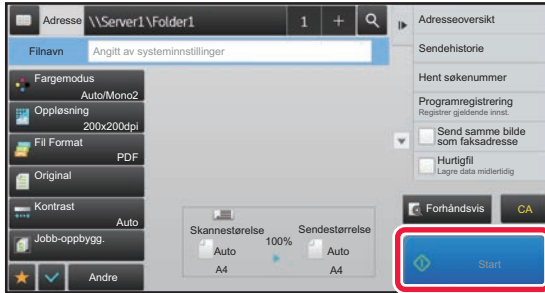 Adresse \\Server1\Folder1 1 +
Filnavn Angitt av systeminnstillinger
Fargemodus
Auto/Mono2
Oppløsning
200x200dpi
Fil Format
PDF
Original
Kontrast
Auto
Jobb-oppbygg.
Andre
Skannestørelse
Auto
A4
100%
Sendestørrelse
Auto
A4
Adresseoversikt
Sendehistorie
Hent søkenummer
Programregistrering
Registrer gjeldende innst.
Send samme bilde
som faksadresse
Hurtigfil
Lagre data midlertidig
Forhåndsvis
CA
Start